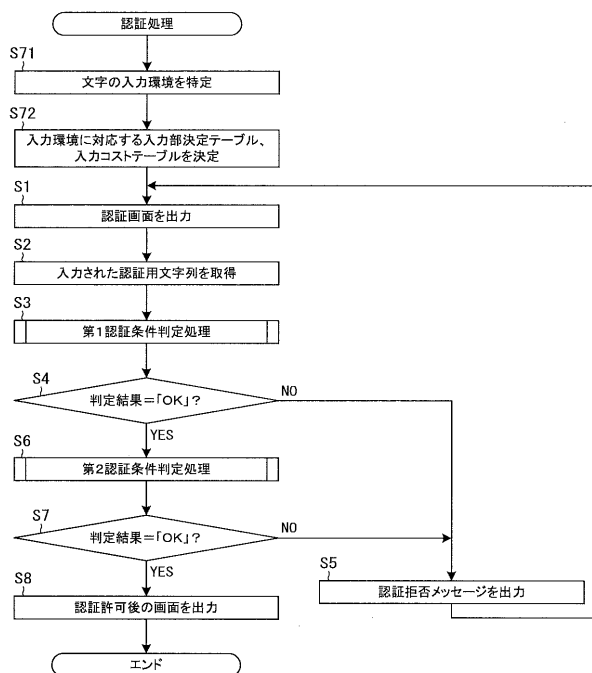 認証処理
S71
文字の入力環境を特定
S72
入力環境に対応する入力部決定テーブル、
入力コストテーブルを決定
S1
認証画面を出力
S2
入力された認証用文字列を取得
S3
第1認証条件判定処理
S4
判定結果=「OK」?
NO
YES
S6
第2認証条件判定処理
S7
判定結果=「OK」?
NO
YES
S5
認証拒否メッセージを出力
S8
認証許可後の画面を出力
エンド